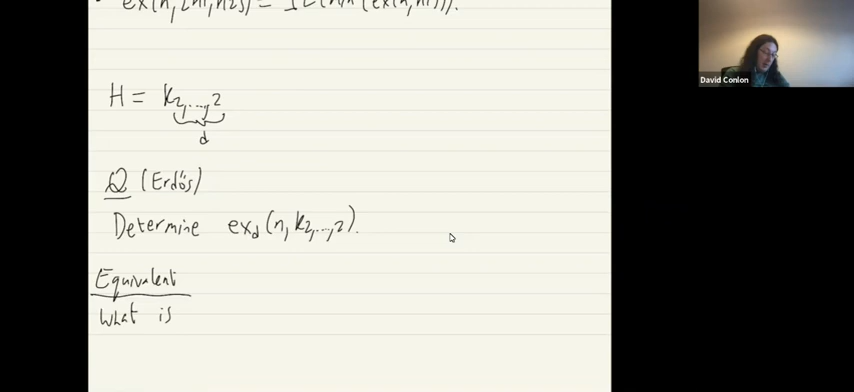 H = K2,...,2
d
Q (Erdős)
Determine exd(n, K2,...,2).
Equivalent
What is
David Conlon